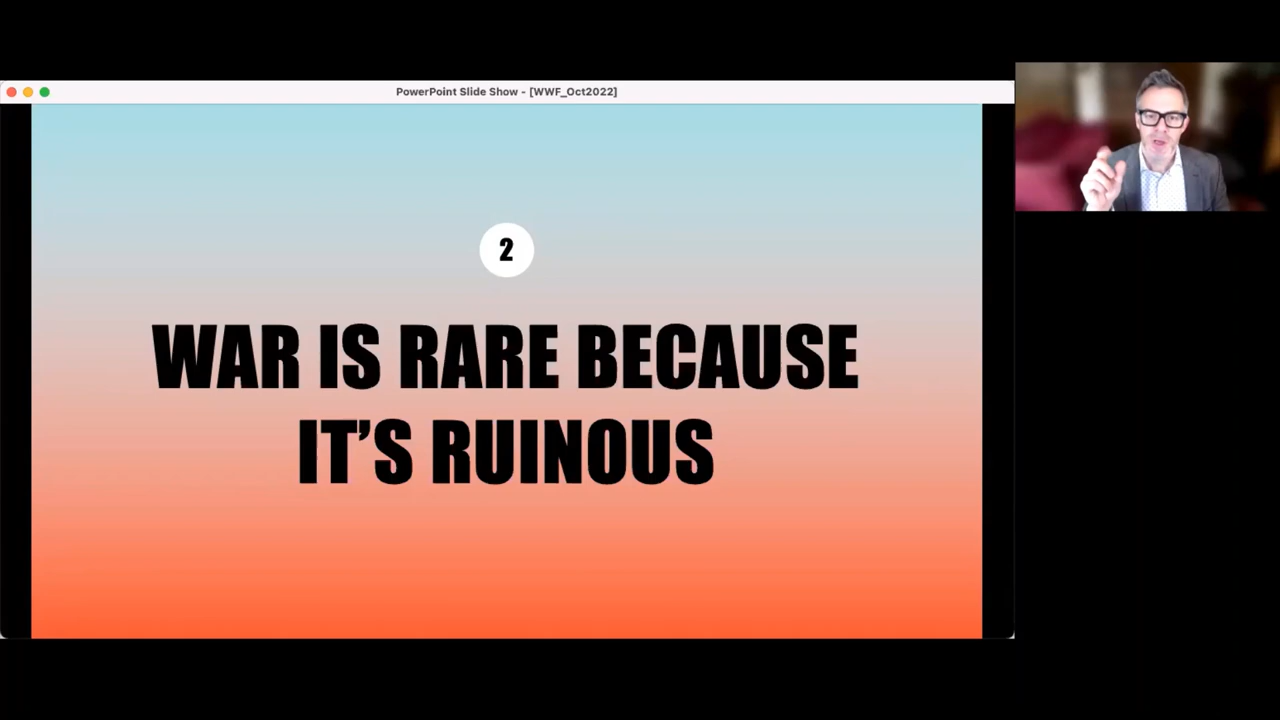 PowerPoint Slide Show - [WWF_Oct2022]
2
WAR IS RARE BECAUSE
IT’S RUINOUS